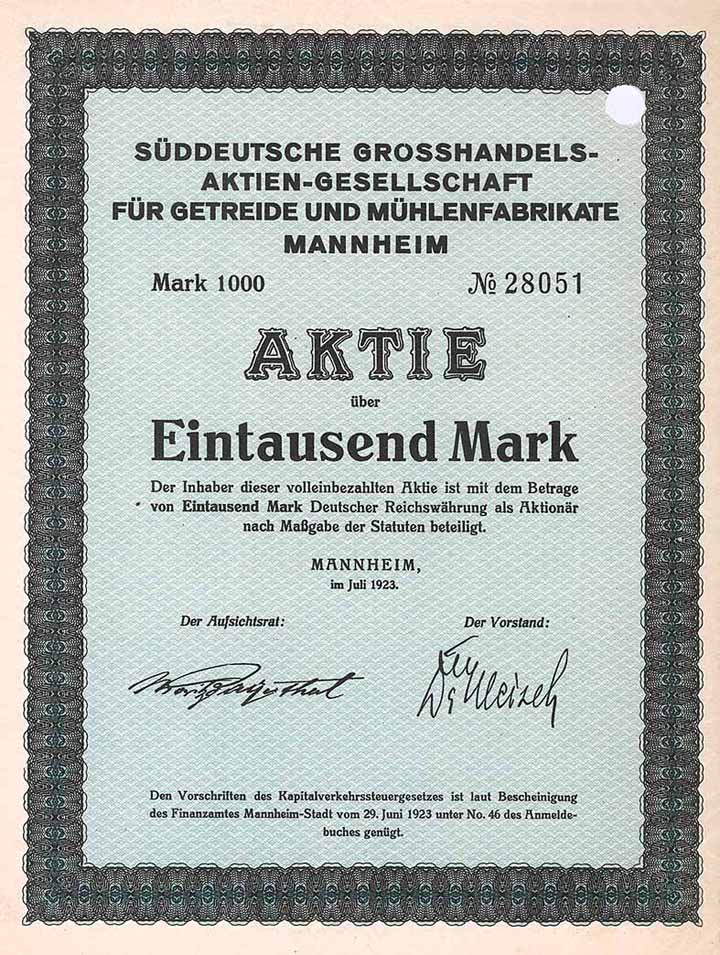 SÜDDEUTSCHE GROSSHANDELS-
AKTIEN-GESELLSCHAFT
FÜR GETREIDE UND MÜHLENFABRIKATE
MANNHEIM
Mark 1000 № 28051
AKTIE
über
Eintausend Mark
Der Inhaber dieser volleinbezahlten Aktie ist mit dem Betrage
von Eintausend Mark Deutscher Reichswährung als Aktionär
nach Maßgabe der Statuten beteiligt.
MANNHEIM,
im Juli 1923.
Der Aufsichtsrat: Der Vorstand:
Den Vorschriften des Kapitalverkehrssteuergesetzes ist laut Bescheinigung
des Finanzamtes Mannheim-Stadt vom 29. Juni 1923 unter No. 46 des Anmelde-
buches genügt.